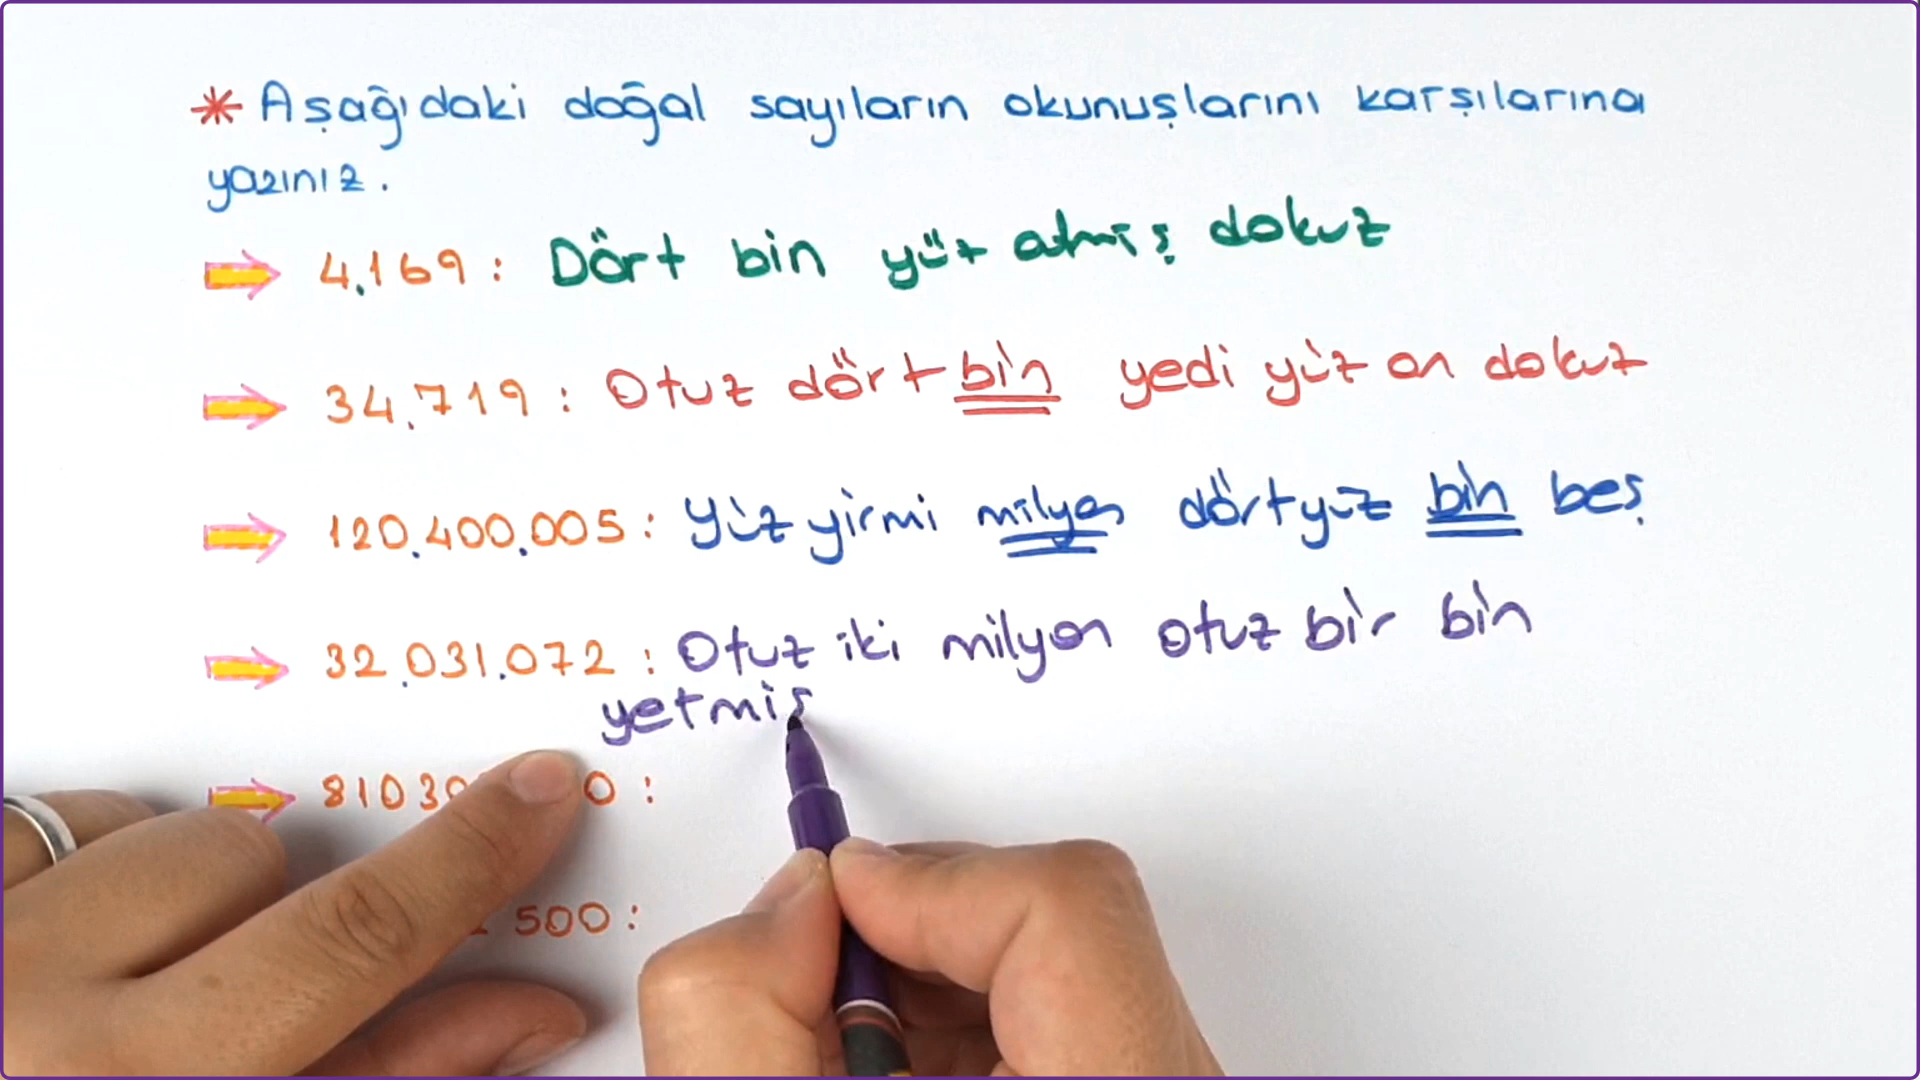 * Aşağıdaki doğal sayıların okunuşlarını karşılarına
yazınız.
4.169 : Dört bin yüz atmış dokuz
34.719 : Otuz dört bin yedi yüz on dokuz
120.400.005 : Yüz yirmi milyon dörtyüz bin beş
32.031.072 : Otuz iki milyon otuz bir bin
yetmiş
:
500 :